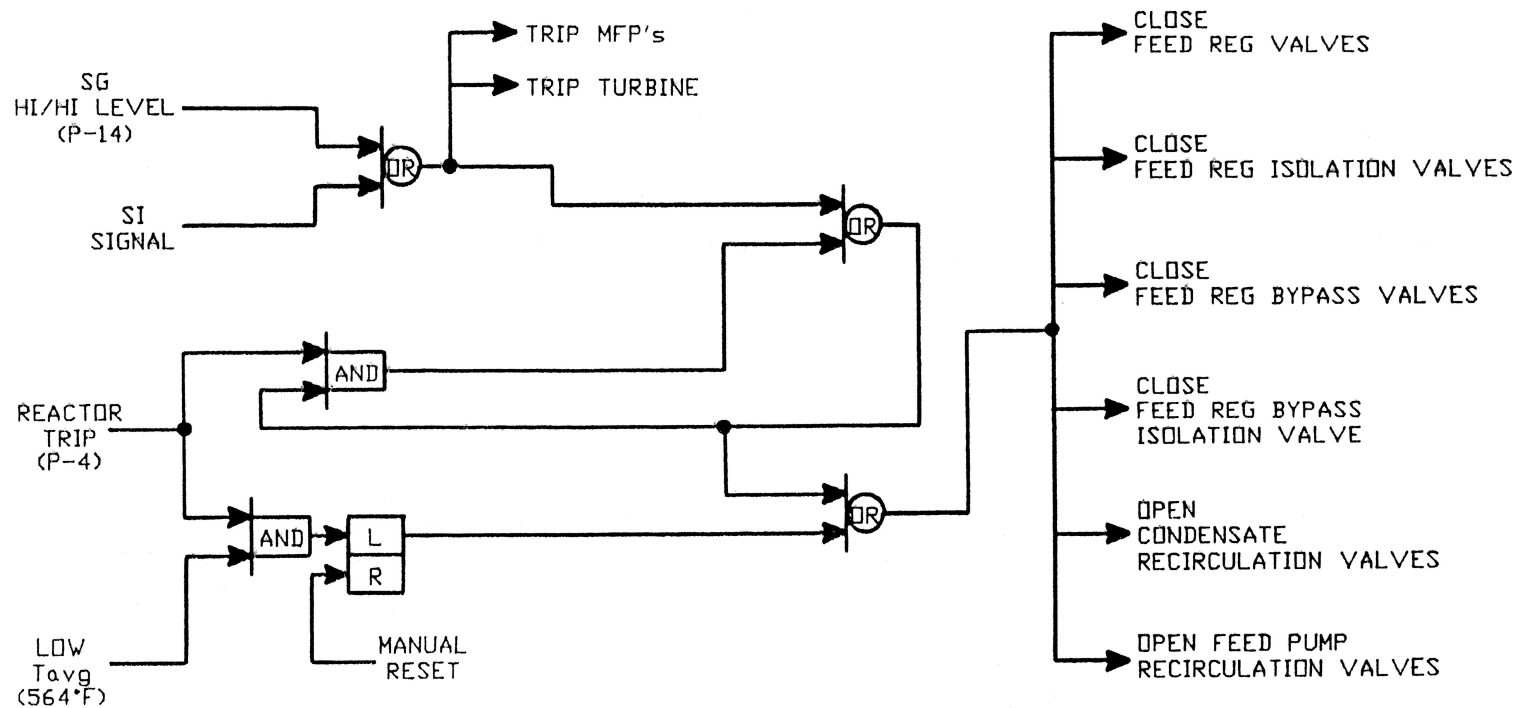 TRIP MFP's
TRIP TURBINE
SG
HI/HI LEVEL
(P-14)
OR
SI
SIGNAL
OR
AND
REACTOR
TRIP
(P-4)
AND
L
R
OR
LOW
Tavg
(564°F)
MANUAL
RESET
CLOSE
FEED REG VALVES
CLOSE
FEED REG ISOLATION VALVES
CLOSE
FEED REG BYPASS VALVES
CLOSE
FEED REG BYPASS
ISOLATION VALVE
OPEN
CONDENSATE
RECIRCULATION VALVES
OPEN FEED PUMP
RECIRCULATION VALVES